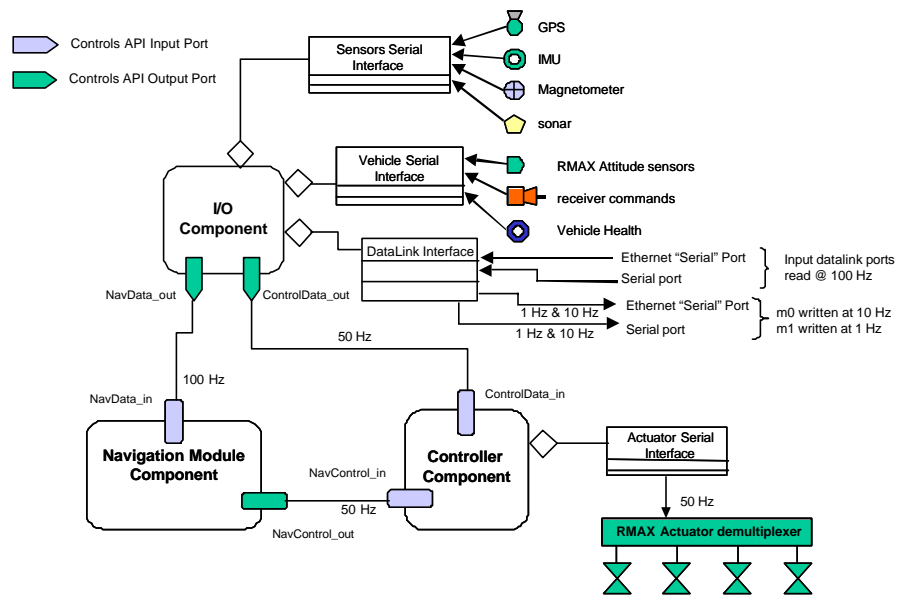 Controls API Input Port
Controls API Output Port
Sensors Serial
Interface
GPS
IMU
Magnetometer
sonar
Vehicle Serial
Interface
RMAX Attitude sensors
receiver commands
Vehicle Health
I/O
Component
DataLink Interface
Ethernet “Serial” Port
Serial port
Input datalink ports
read @ 100 Hz
Ethernet “Serial” Port
1 Hz & 10 Hz
Serial port
1 Hz & 10 Hz
m0 written at 10 Hz
m1 written at 1 Hz
NavData_out
ControlData_out
50 Hz
100 Hz
NavData_in
ControlData_in
Navigation Module
Component
NavControl_in
50 Hz
NavControl_out
Controller
Component
Actuator Serial
Interface
50 Hz
RMAX Actuator demultiplexer